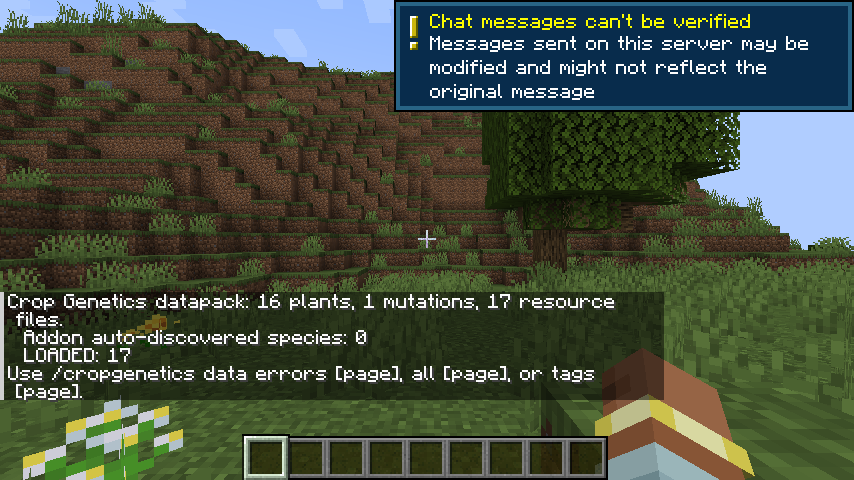 Chat messages can't be verified
Messages sent on this server may be
modified and might not reflect the
original message
Crop Genetics datapack: 16 plants, 1 mutations, 17 resource
files.
Addon auto-discovered species: 0
LOADED: 17
Use /cropgenetics data errors [page], all [page], or tags
[page].